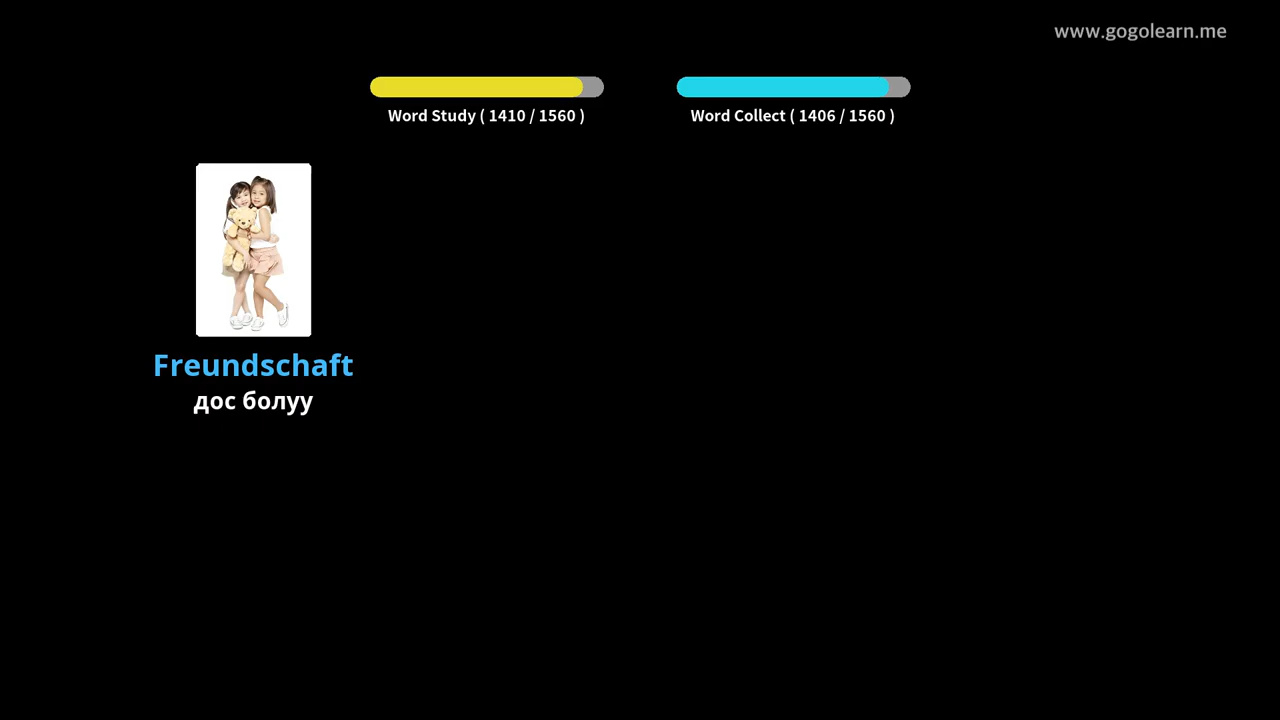 www.gogolearn.me
Word Study ( 1410 / 1560 )
Word Collect ( 1406 / 1560 )
Freundschaft
дос болуу